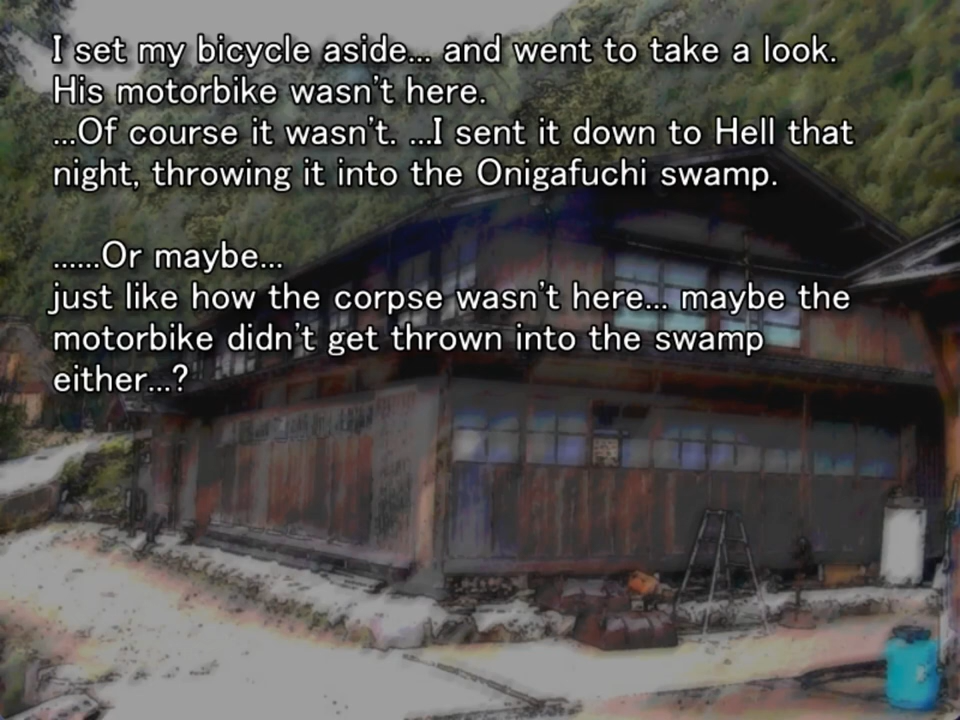 I set my bicycle aside... and went to take a look.
His motorbike wasn't here.
...Of course it wasn't. ...I sent it down to Hell that
night, throwing it into the Onigafuchi swamp.
......Or maybe...
just like how the corpse wasn't here... maybe the
motorbike didn't get thrown into the swamp
either...?